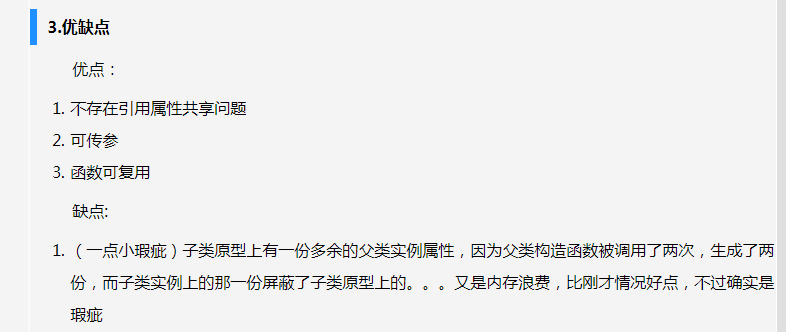 3.优缺点
优点：
1. 不存在引用属性共享问题
2. 可传参
3. 函数可复用
缺点:
1. （一点小瑕疵）子类原型上有一份多余的父类实例属性，因为父类构造函数被调用了两次，生成了两
份，而子类实例上的那一份屏蔽了子类原型上的。。。又是内存浪费，比刚才情况好点，不过确实是
瑕疵